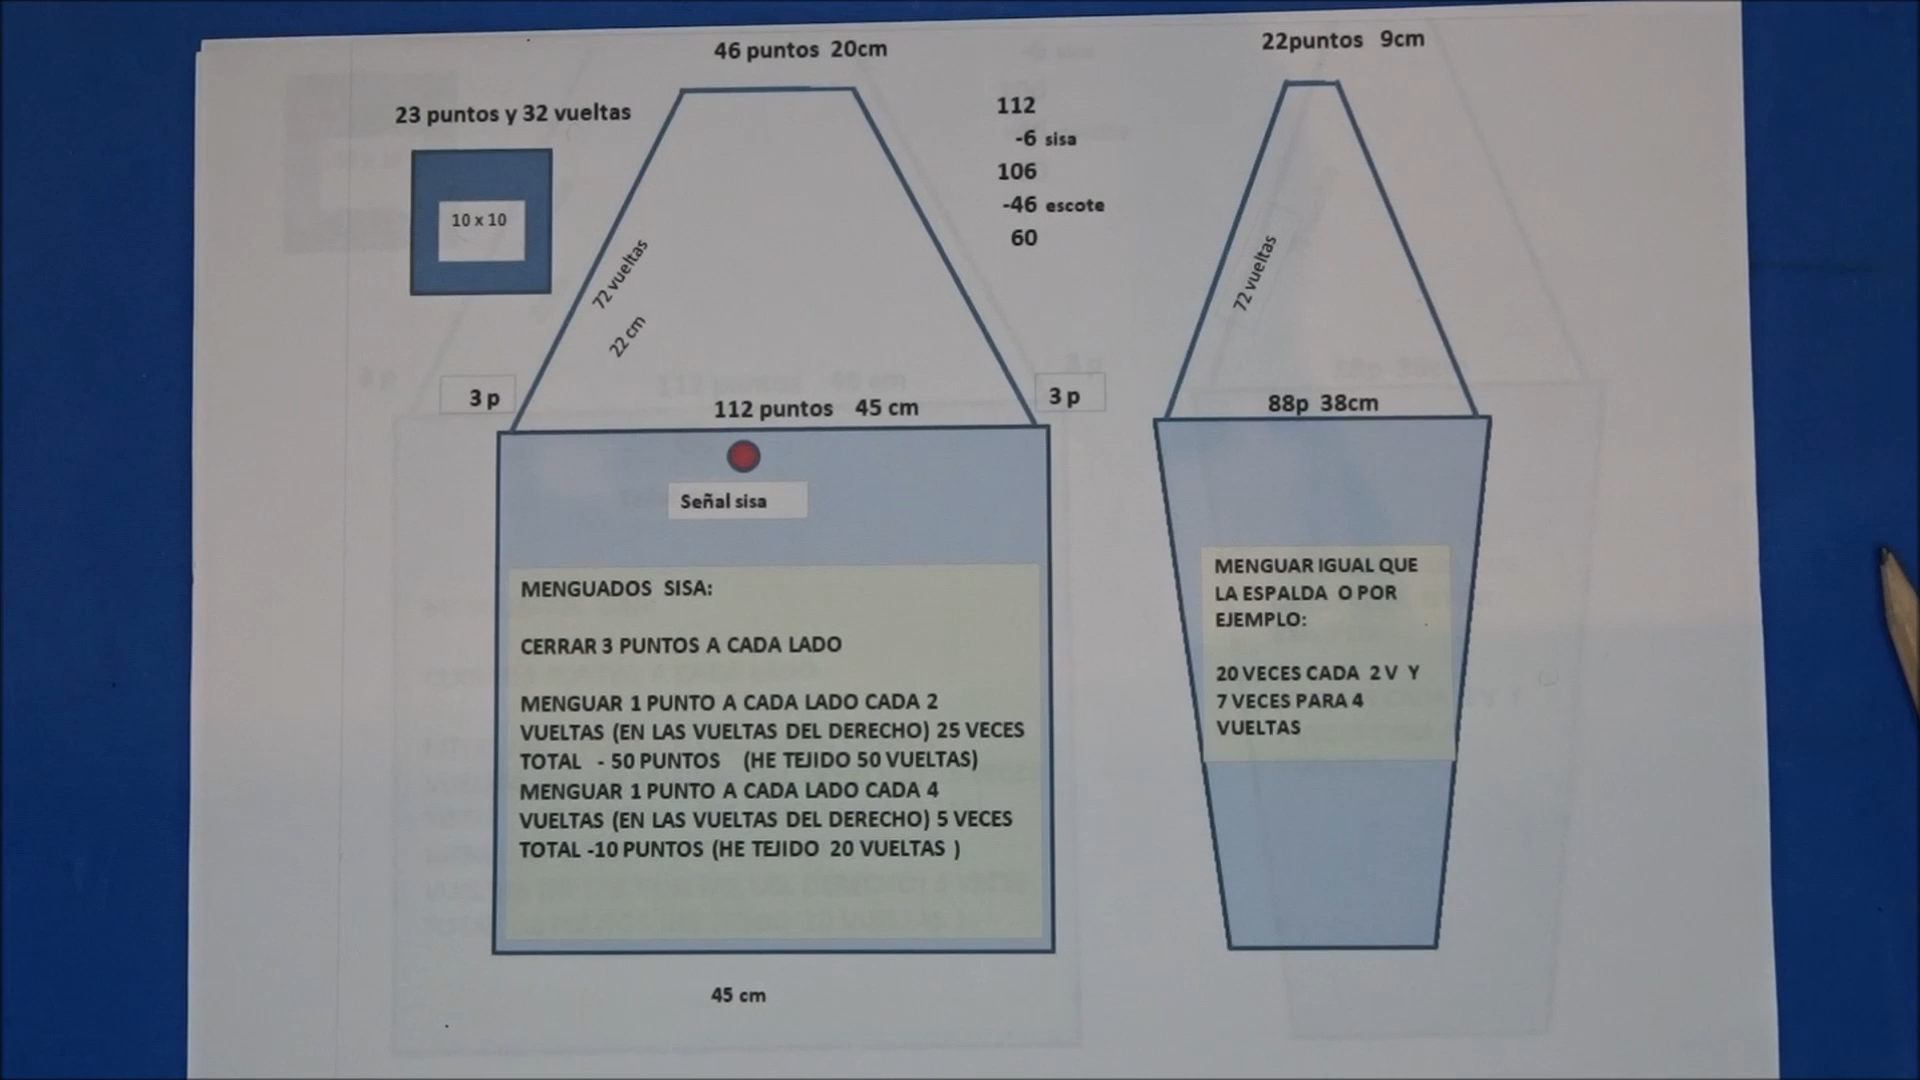 46 puntos 20cm
22puntos 9cm
23 puntos y 32 vueltas
10 x 10
112
-6 sisa
106
-46 escote
60
72 vueltas
22 cm
72 vueltas
3 p
3 p
112 puntos 45 cm
88p 38cm
Señal sisa
MENGUADOS SISA:
CERRAR 3 PUNTOS A CADA LADO
MENGUAR 1 PUNTO A CADA LADO CADA 2
VUELTAS (EN LAS VUELTAS DEL DERECHO) 25 VECES
TOTAL - 50 PUNTOS (HE TEJIDO 50 VUELTAS)
MENGUAR 1 PUNTO A CADA LADO CADA 4
VUELTAS (EN LAS VUELTAS DEL DERECHO) 5 VECES
TOTAL -10 PUNTOS (HE TEJIDO 20 VUELTAS )
45 cm
MENGUAR IGUAL QUE
LA ESPALDA O POR
EJEMPLO:
20 VECES CADA 2 V Y
7 VECES PARA 4
VUELTAS